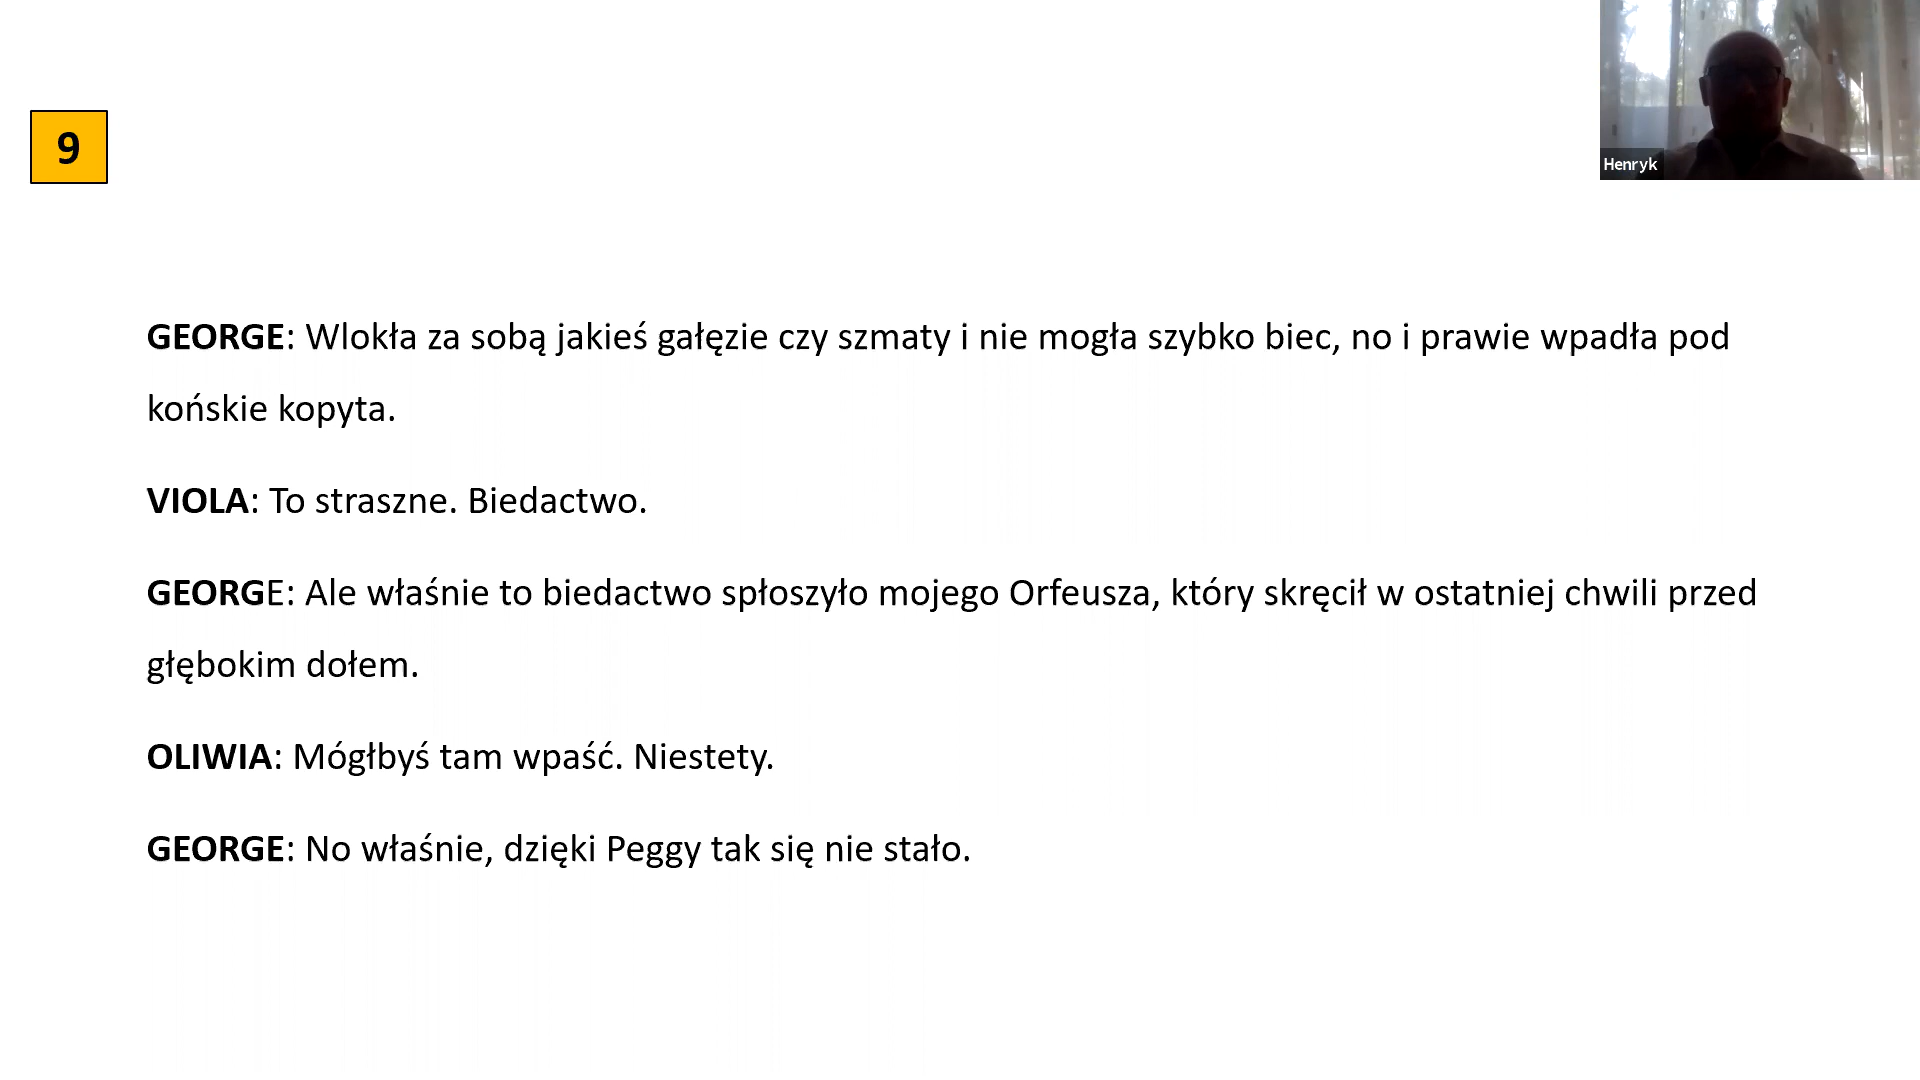 Henryk
9
GEORGE: Wlokła za sobą jakieś gałęzie czy szmaty i nie mogła szybko biec, no i prawie wpadła pod
końskie kopyta.
VIOLA: To straszne. Biedactwo.
GEORGE: Ale właśnie to biedactwo spłoszyło mojego Orfeusza, który skręcił w ostatniej chwili przed
głębokim dołem.
OLIWIA: Mógłbyś tam wpaść. Niestety.
GEORGE: No właśnie, dzięki Peggy tak się nie stało.